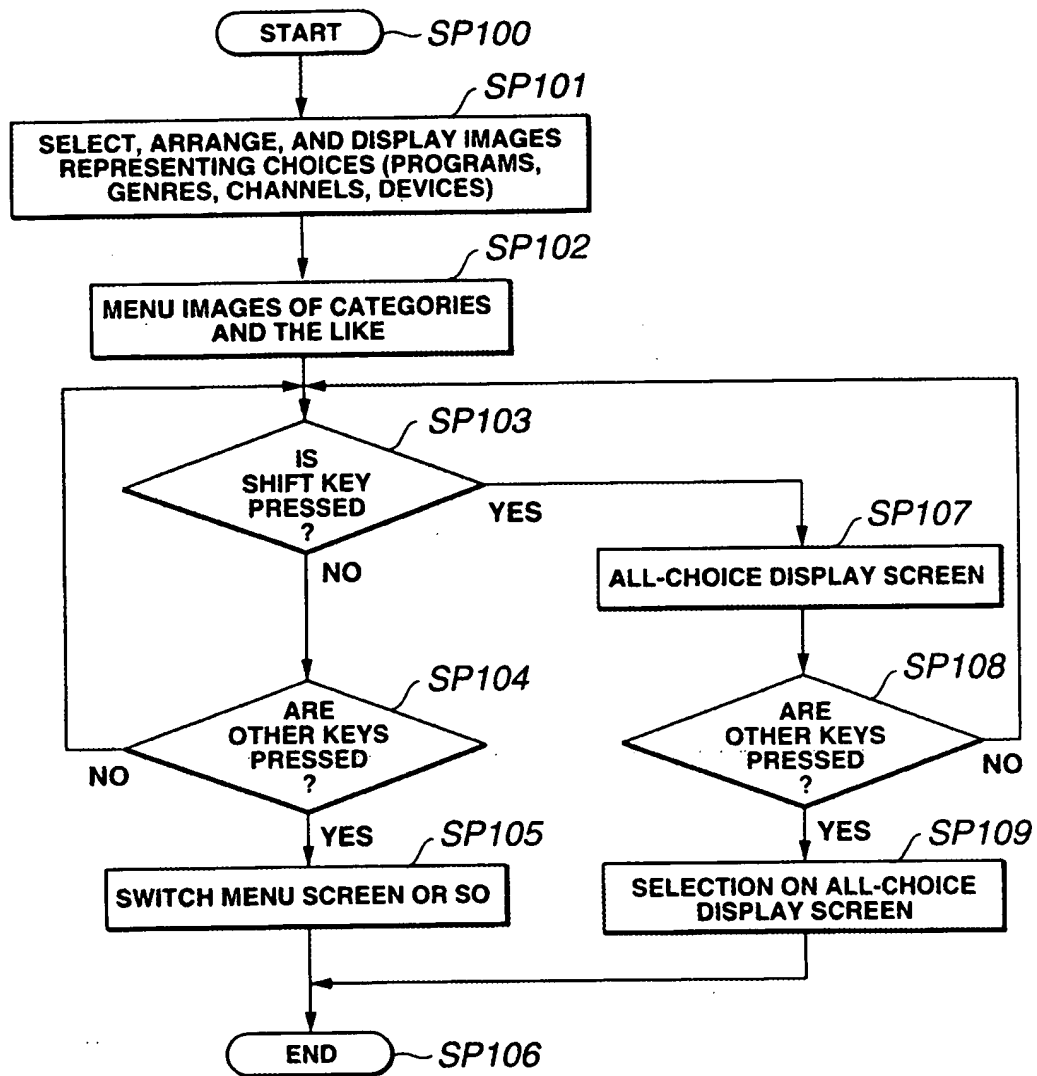 START
SP100
SP101
SELECT, ARRANGE, AND DISPLAY IMAGES
REPRESENTING CHOICES (PROGRAMS,
GENRES, CHANNELS, DEVICES)
SP102
MENU IMAGES OF CATEGORIES
AND THE LIKE
SP103
IS
SHIFT KEY
PRESSED
?
YES
NO
SP107
ALL-CHOICE DISPLAY SCREEN
SP104
ARE
OTHER KEYS
PRESSED
?
NO
YES
SP108
ARE
OTHER KEYS
PRESSED
?
NO
YES
SP105
SWITCH MENU SCREEN OR SO
SP109
SELECTION ON ALL-CHOICE
DISPLAY SCREEN
END
SP106